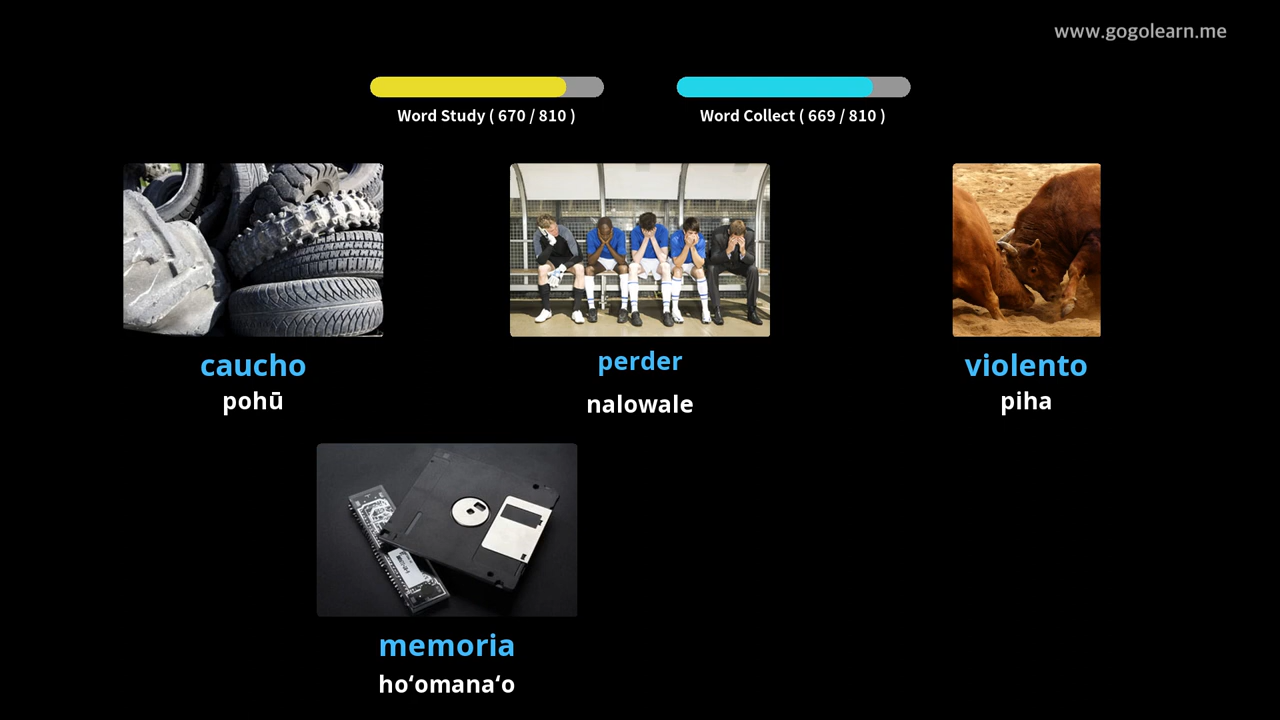 www.gogolearn.me
Word Study ( 670 / 810 )
Word Collect ( 669 / 810 )
caucho
pohū
perder
nalowale
violento
piha
memoria
hoʻomanaʻo